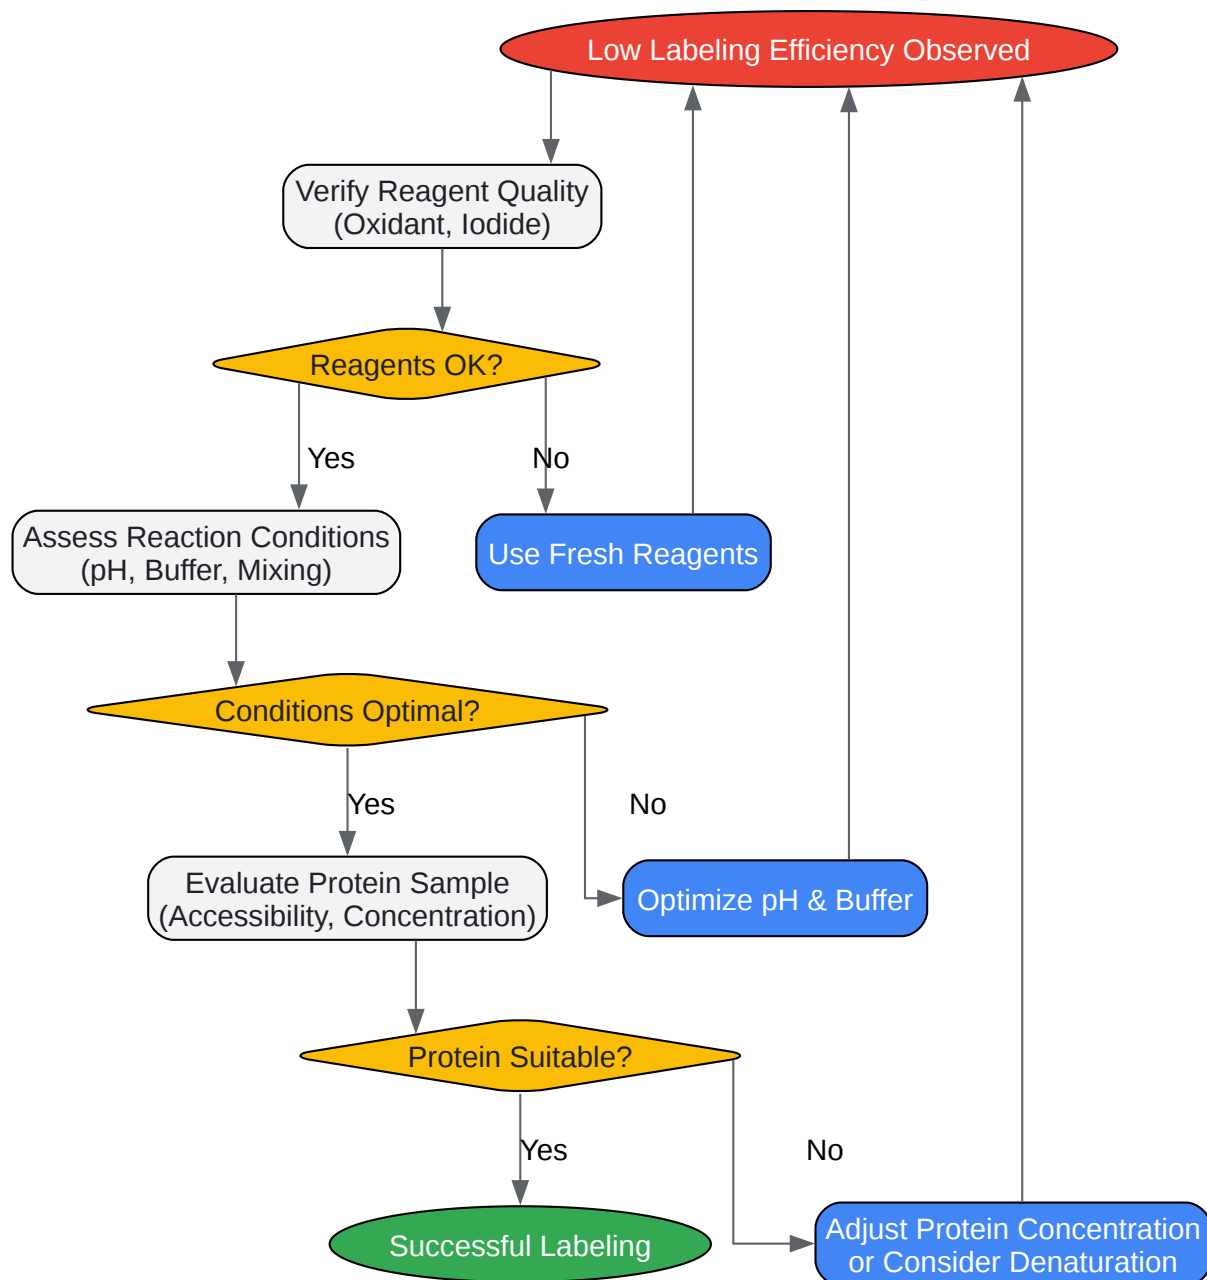 Low Labeling Efficiency Observed
Verify Reagent Quality
(Oxidant, Iodide)
Reagents OK?
Yes
No
Assess Reaction Conditions
(pH, Buffer, Mixing)
Use Fresh Reagents
Conditions Optimal?
Yes
No
Evaluate Protein Sample
(Accessibility, Concentration)
Optimize pH & Buffer
Protein Suitable?
Yes
No
Successful Labeling
Adjust Protein Concentration
or Consider Denaturation